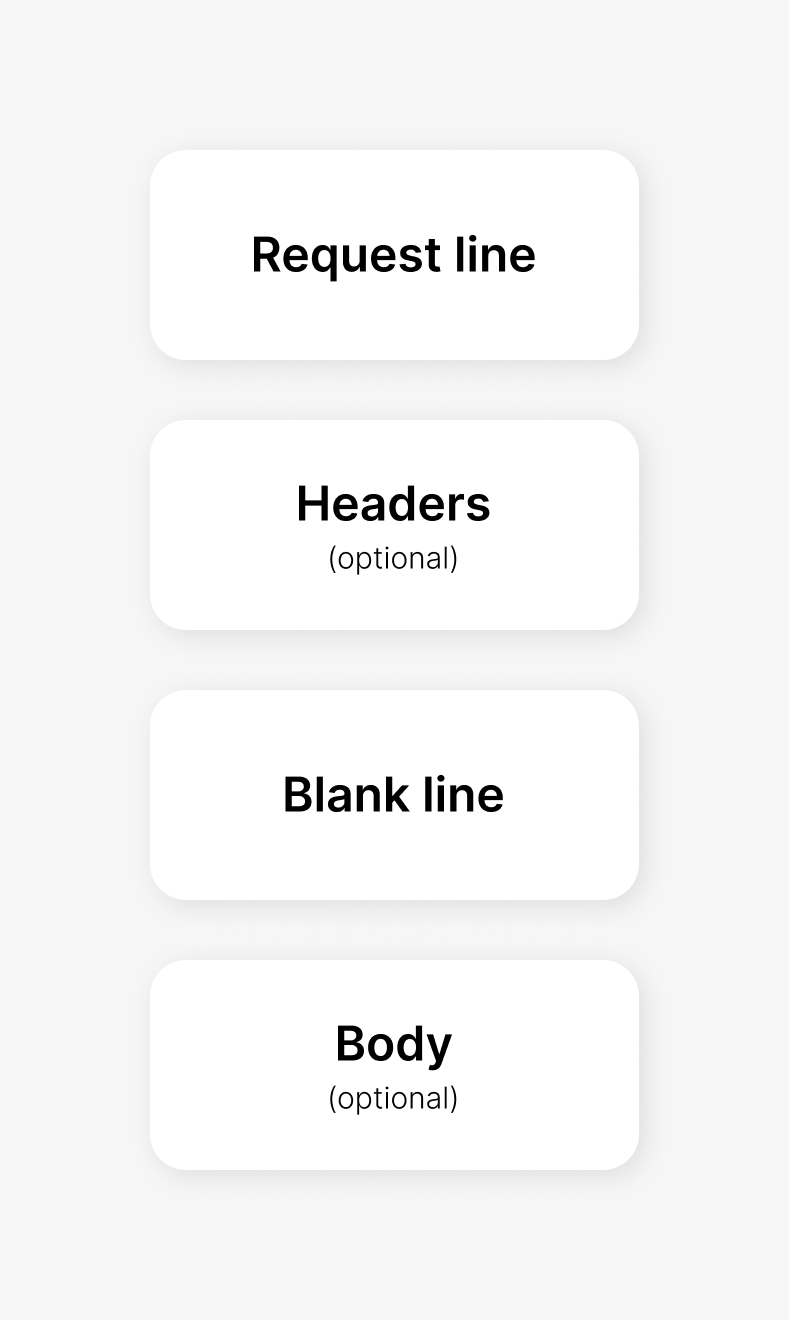 Request line
Headers
(optional)
Blank line
Body
(optional)